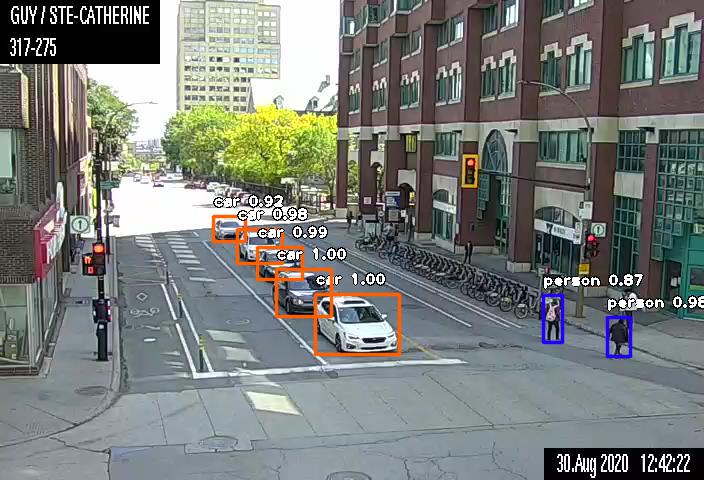 GUY / STE-CATHERINE
317-275
car 0.92
car 0.98
car 0.99
car 1.00
car 1.00
person 0.87
person 0.98
30.Aug 2020 12:42:22